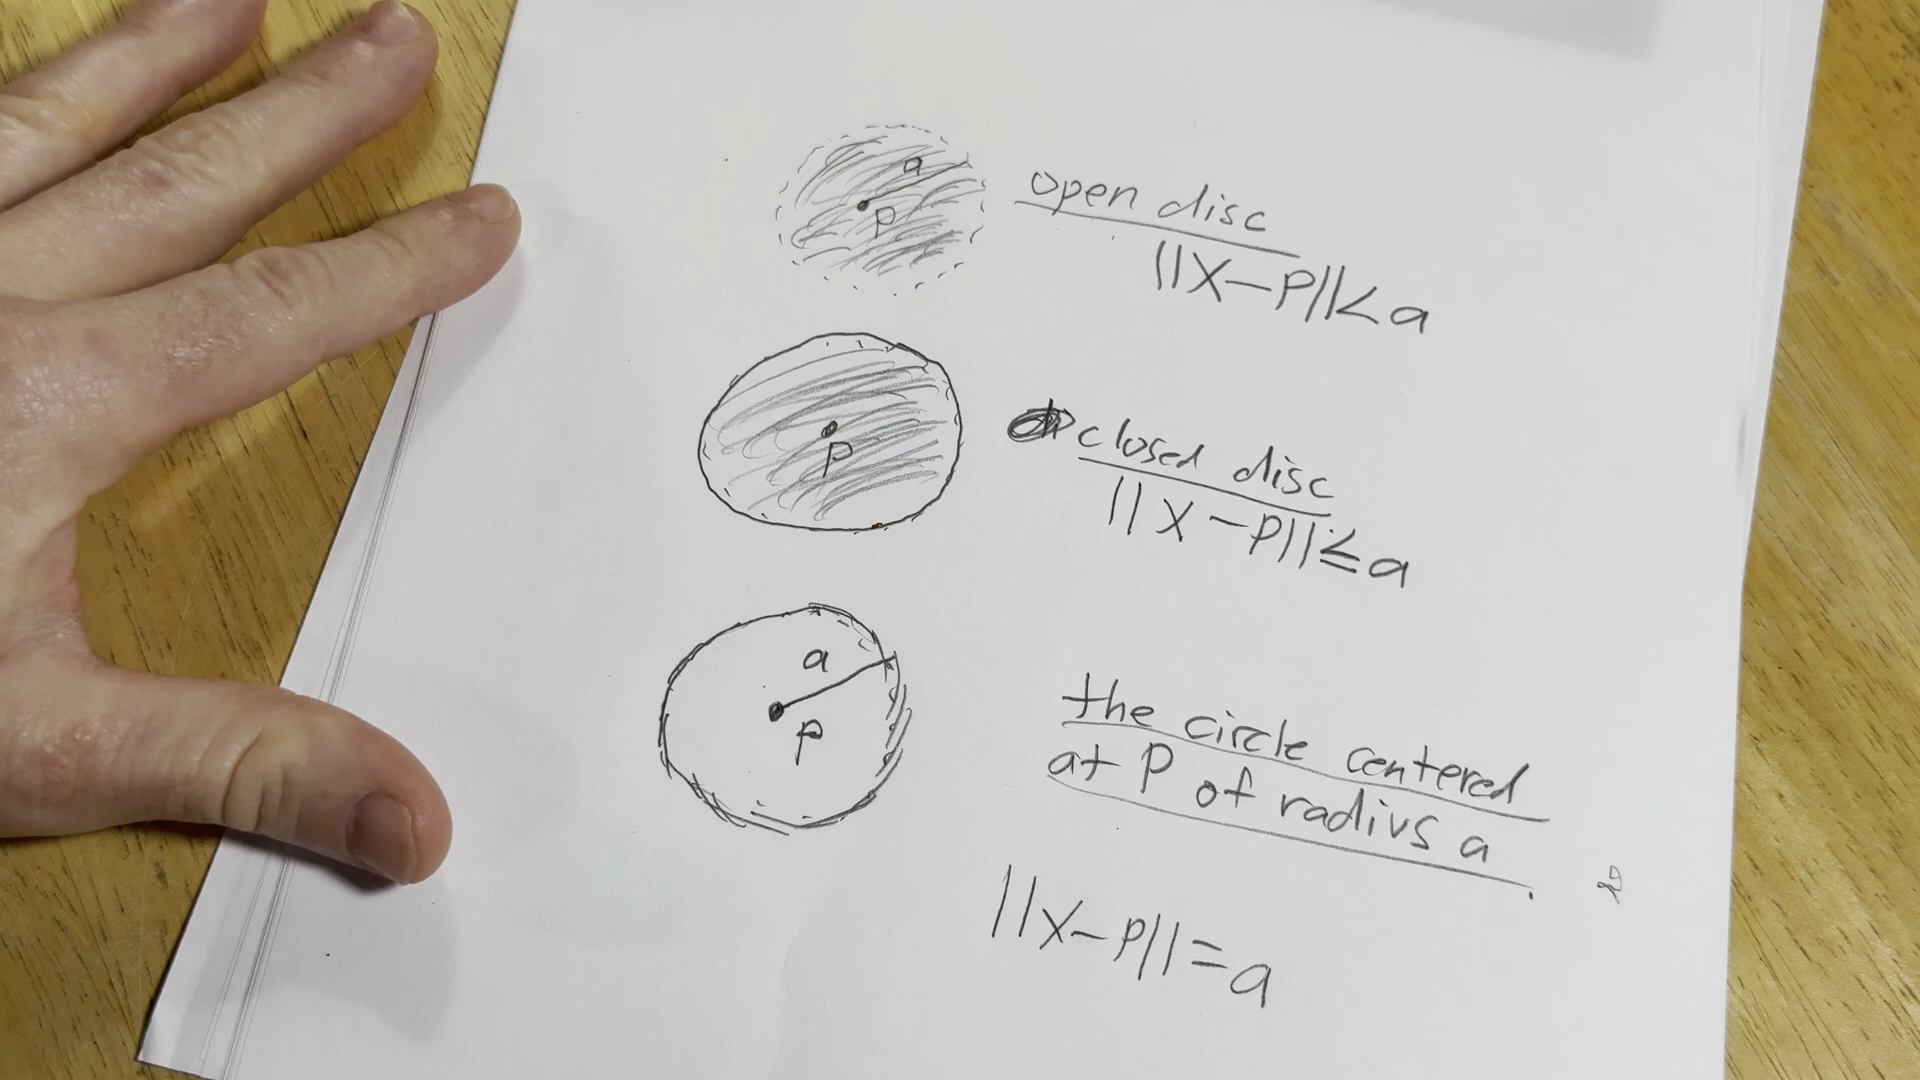 a
P
open disc
||X-P||<a
P
closed disc
||X-P||≤a
a
P
the circle centered
at P of radius a.
||X-P||=a